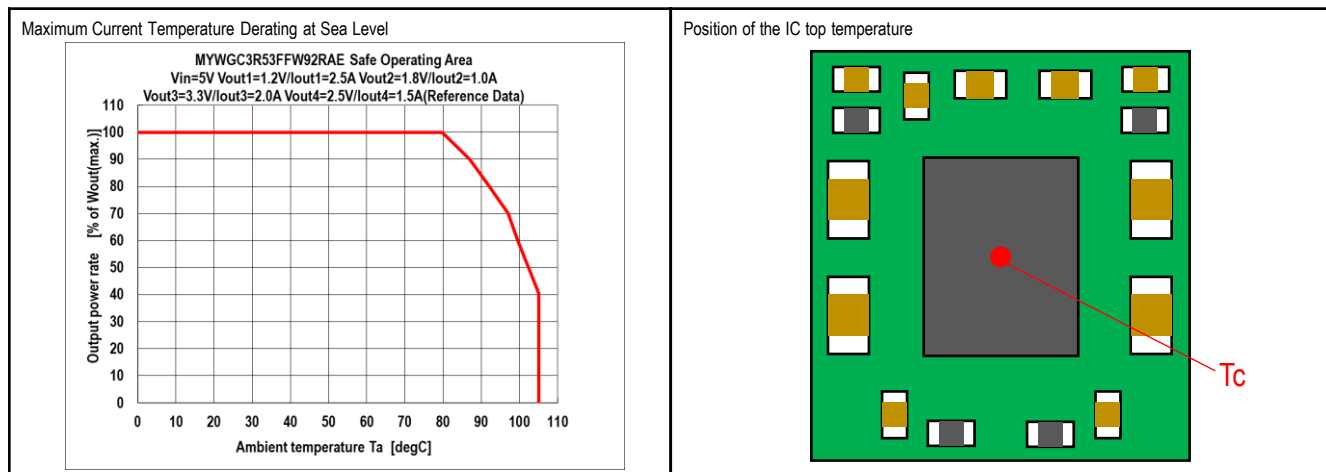 Maximum Current Temperature Derating at Sea Level
MYWGC3R53FFW92RAE Safe Operating Area
Vin=5V Vout1=1.2V/Iout1=2.5A Vout2=1.8V/Iout2=1.0A
Vout3=3.3V/Iout3=2.0A Vout4=2.5V/Iout4=1.5A(Reference Data)
Output power rate [% of Wout(max.)]
110
100
90
80
70
60
50
40
30
20
10
0
0 10 20 30 40 50 60 70 80 90 100 110
Ambient temperature Ta [degC]
Position of the IC top temperature
Tc